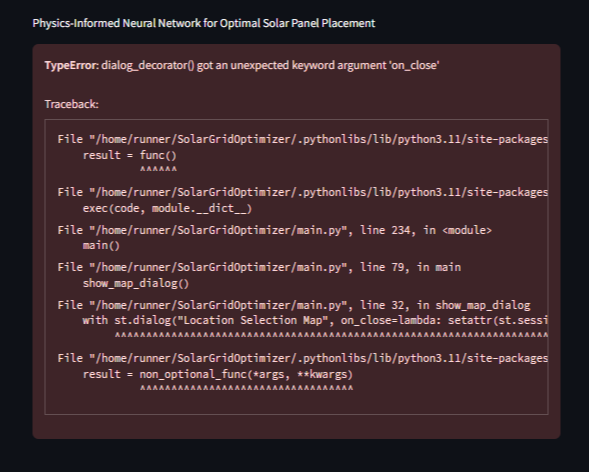 Physics-Informed Neural Network for Optimal Solar Panel Placement
TypeError: dialog_decorator() got an unexpected keyword argument 'on_close'
Traceback:
File "/home/runner/SolarGridOptimizer/.pythonlibs/lib/python3.11/site-packages
result = func()
^^^^^^
File "/home/runner/SolarGridOptimizer/.pythonlibs/lib/python3.11/site-packages
exec(code, module.__dict__)
File "/home/runner/SolarGridOptimizer/main.py", line 234, in <module>
main()
File "/home/runner/SolarGridOptimizer/main.py", line 79, in main
show_map_dialog()
File "/home/runner/SolarGridOptimizer/main.py", line 32, in show_map_dialog
with st.dialog("Location Selection Map", on_close=lambda: setattr(st.sessi
^^^^^^^^^^^^^^^^^^^^^^^^^^^^^^^^^^^^^^^^^^^^^^^^^^^^^^^^^^^^^^^^^^^^^
File "/home/runner/SolarGridOptimizer/.pythonlibs/lib/python3.11/site-packages
result = non_optional_func(*args, **kwargs)
^^^^^^^^^^^^^^^^^^^^^^^^^^^^^^^^^^